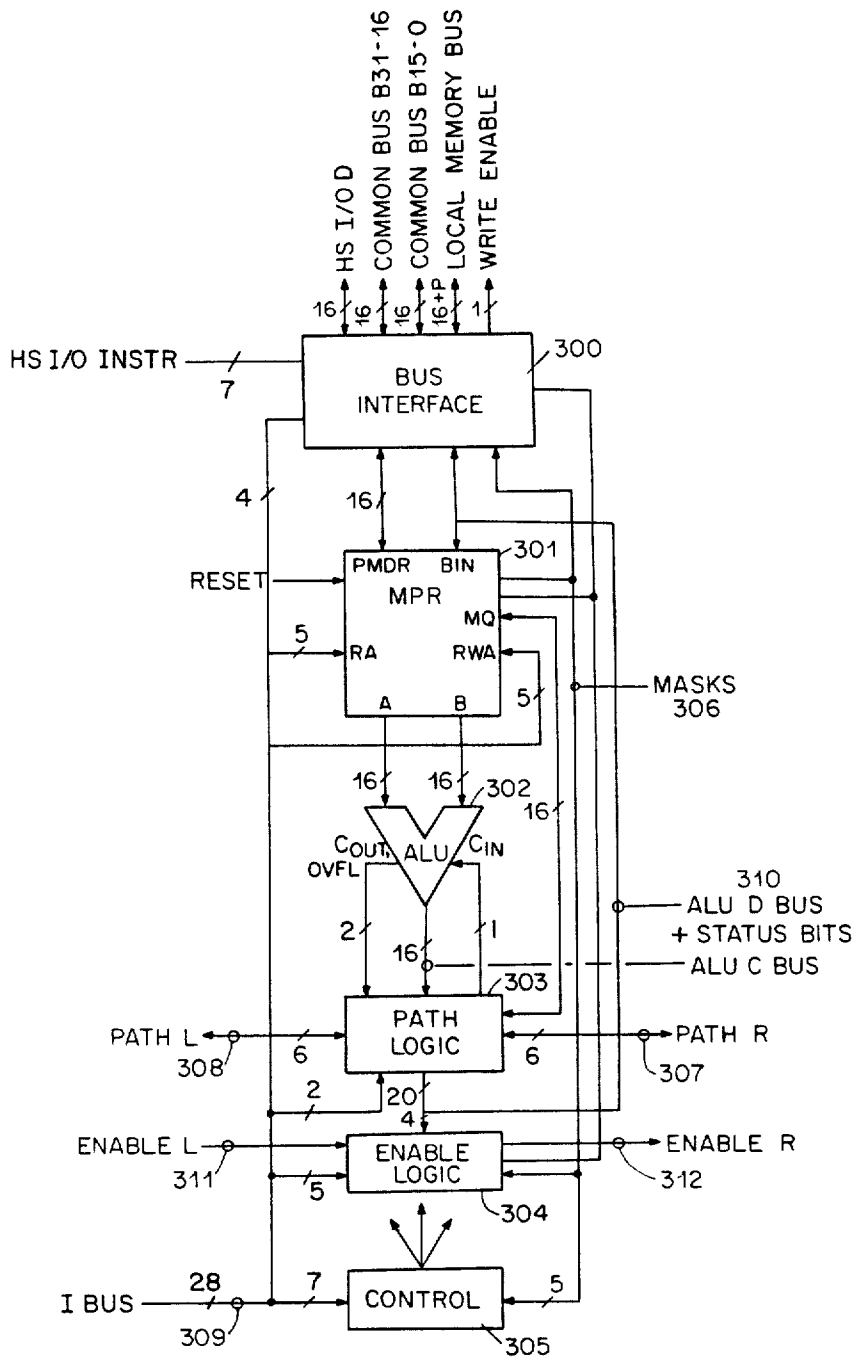 HS I/O D
COMMON BUS B31-16
COMMON BUS B15-0
LOCAL MEMORY BUS
WRITE ENABLE
16
16
16
16+P
1
HS I/O INSTR
7
300
BUS
INTERFACE
4
16
301
PMDR
BIN
RESET
MPR
MQ
5
RA
RWA
5
MASKS
306
A
B
16
16
302
16
COUT,
OVFL
ALU
CIN
310
ALU D BUS
+ STATUS BITS
2
16
1
ALU C BUS
303
PATH
LOGIC
PATH L
308
6
6
307
PATH R
2
20
4
ENABLE L
311
5
ENABLE
LOGIC
304
312
ENABLE R
I BUS
28
309
7
CONTROL
305
5